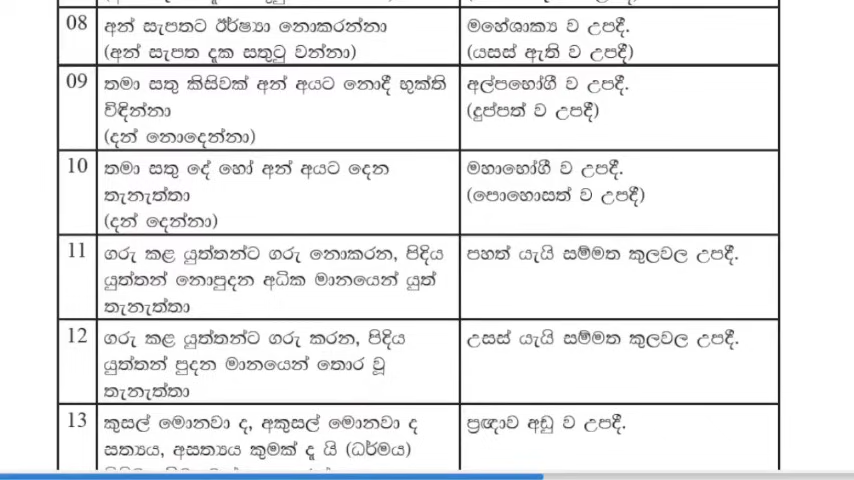 08 අන් සැපතට ඊර්ෂ්‍යා නොකරන්නා
(අන් සැපත දැක සතුටු වන්නා)
මහේශාක්‍ය ව උපදී.
(යසස් ඇති ව උපදී)
09 තමා සතු කිසිවක් අන් අයට නොදී භුක්ති
විඳින්නා
(දන් නොදෙන්නා)
අල්පභෝගී ව උපදී.
(දුප්පත් ව උපදී)
10 තමා සතු දේ හෝ අන් අයට දෙන
තැනැත්තා
(දන් දෙන්නා)
මහාභෝගී ව උපදී.
(පොහොසත් ව උපදී)
11 ගරු කළ යුත්තන්ට ගරු නොකරන, පිදිය
යුත්තන් නොපුදන අධික මානයෙන් යුත්
තැනැත්තා
පහත් යැයි සම්මත කුලවල උපදී.
12 ගරු කළ යුත්තන්ට ගරු කරන, පිදිය
යුත්තන් පුදන මානයෙන් තොර වූ
තැනැත්තා
උසස් යැයි සම්මත කුලවල උපදී.
13 කුසල් මොනවා ද, අකුසල් මොනවා ද
සත්‍යය, අසත්‍යය කුමක් දැ යි (ධර්මය)
ප්‍රඥාව අඩු ව උපදී.